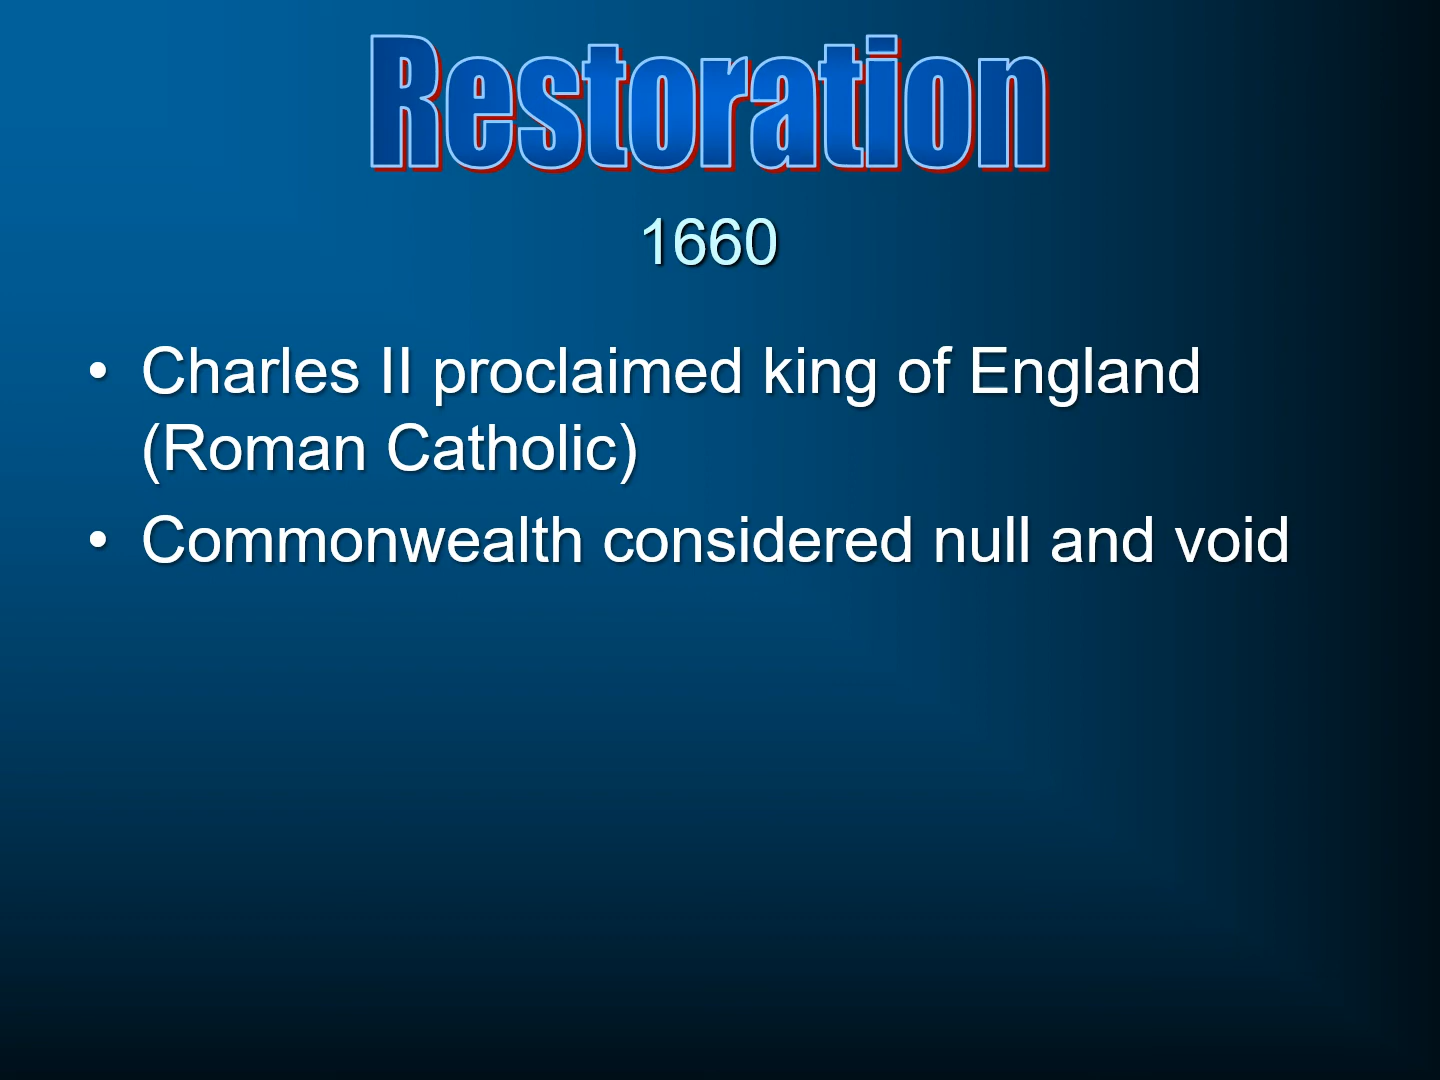 Restoration
1660
• Charles II proclaimed king of England
(Roman Catholic)
• Commonwealth considered null and void